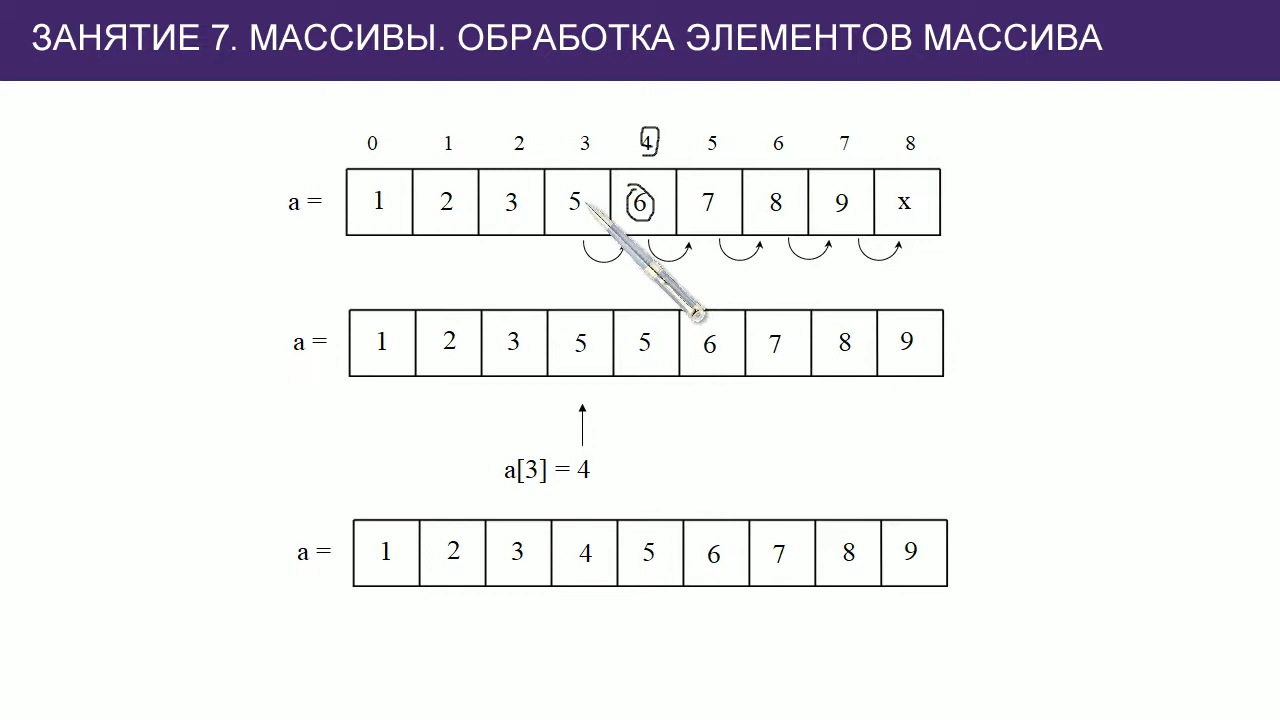 ЗАНЯТИЕ 7. МАССИВЫ. ОБРАБОТКА ЭЛЕМЕНТОВ МАССИВА
0 1 2 3 4 5 6 7 8
a = 1 2 3 5 6 7 8 9 x
a = 1 2 3 5 5 6 7 8 9
a[3] = 4
a = 1 2 3 4 5 6 7 8 9